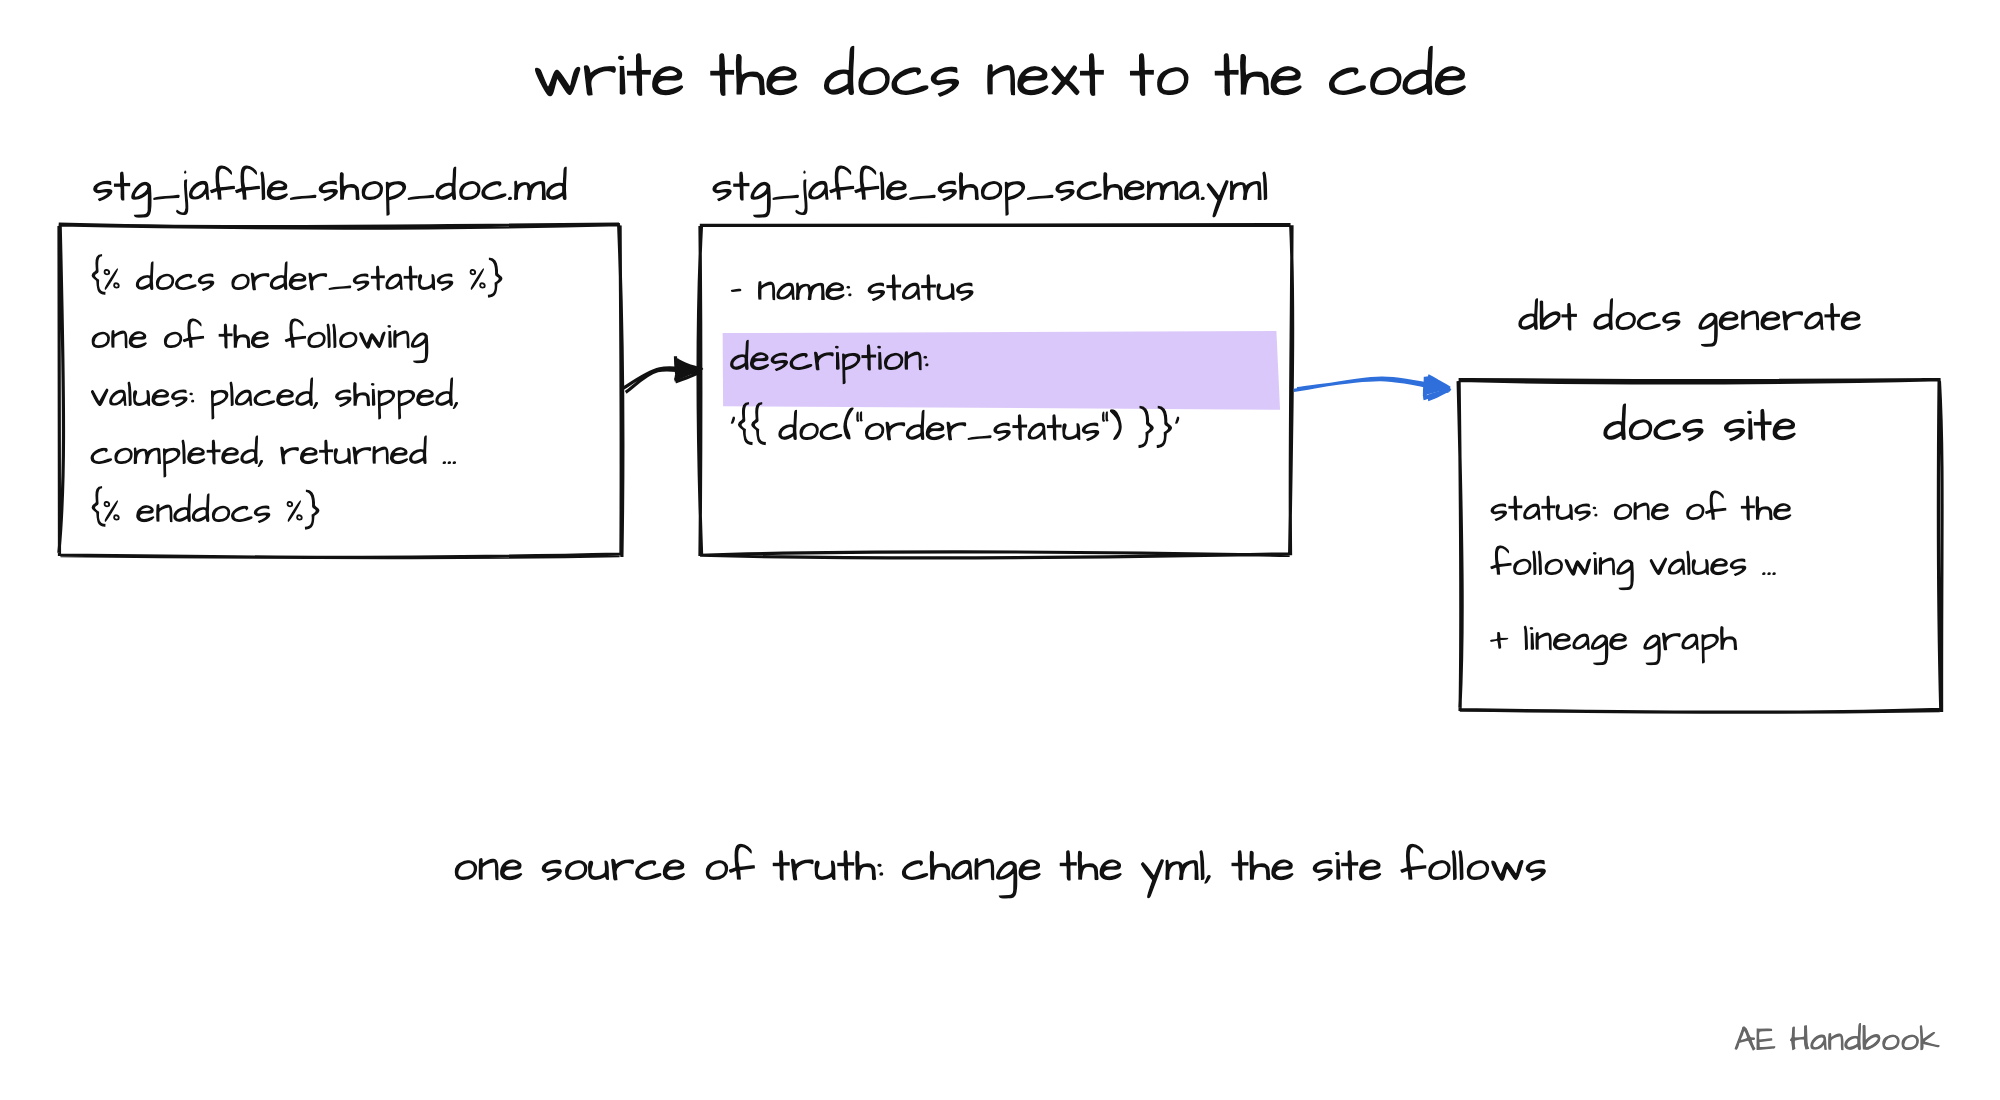 write the docs next to the code
stg_jaffle_shop_doc.md
{% docs order_status %}
one of the following
values: placed, shipped,
completed, returned ...
{% enddocs %}
stg_jaffle_shop_schema.yml
- name: status
description:
'{{ doc("order_status") }}'
dbt docs generate
docs site
status: one of the
following values ...
+ lineage graph
one source of truth: change the yml, the site follows
AE Handbook